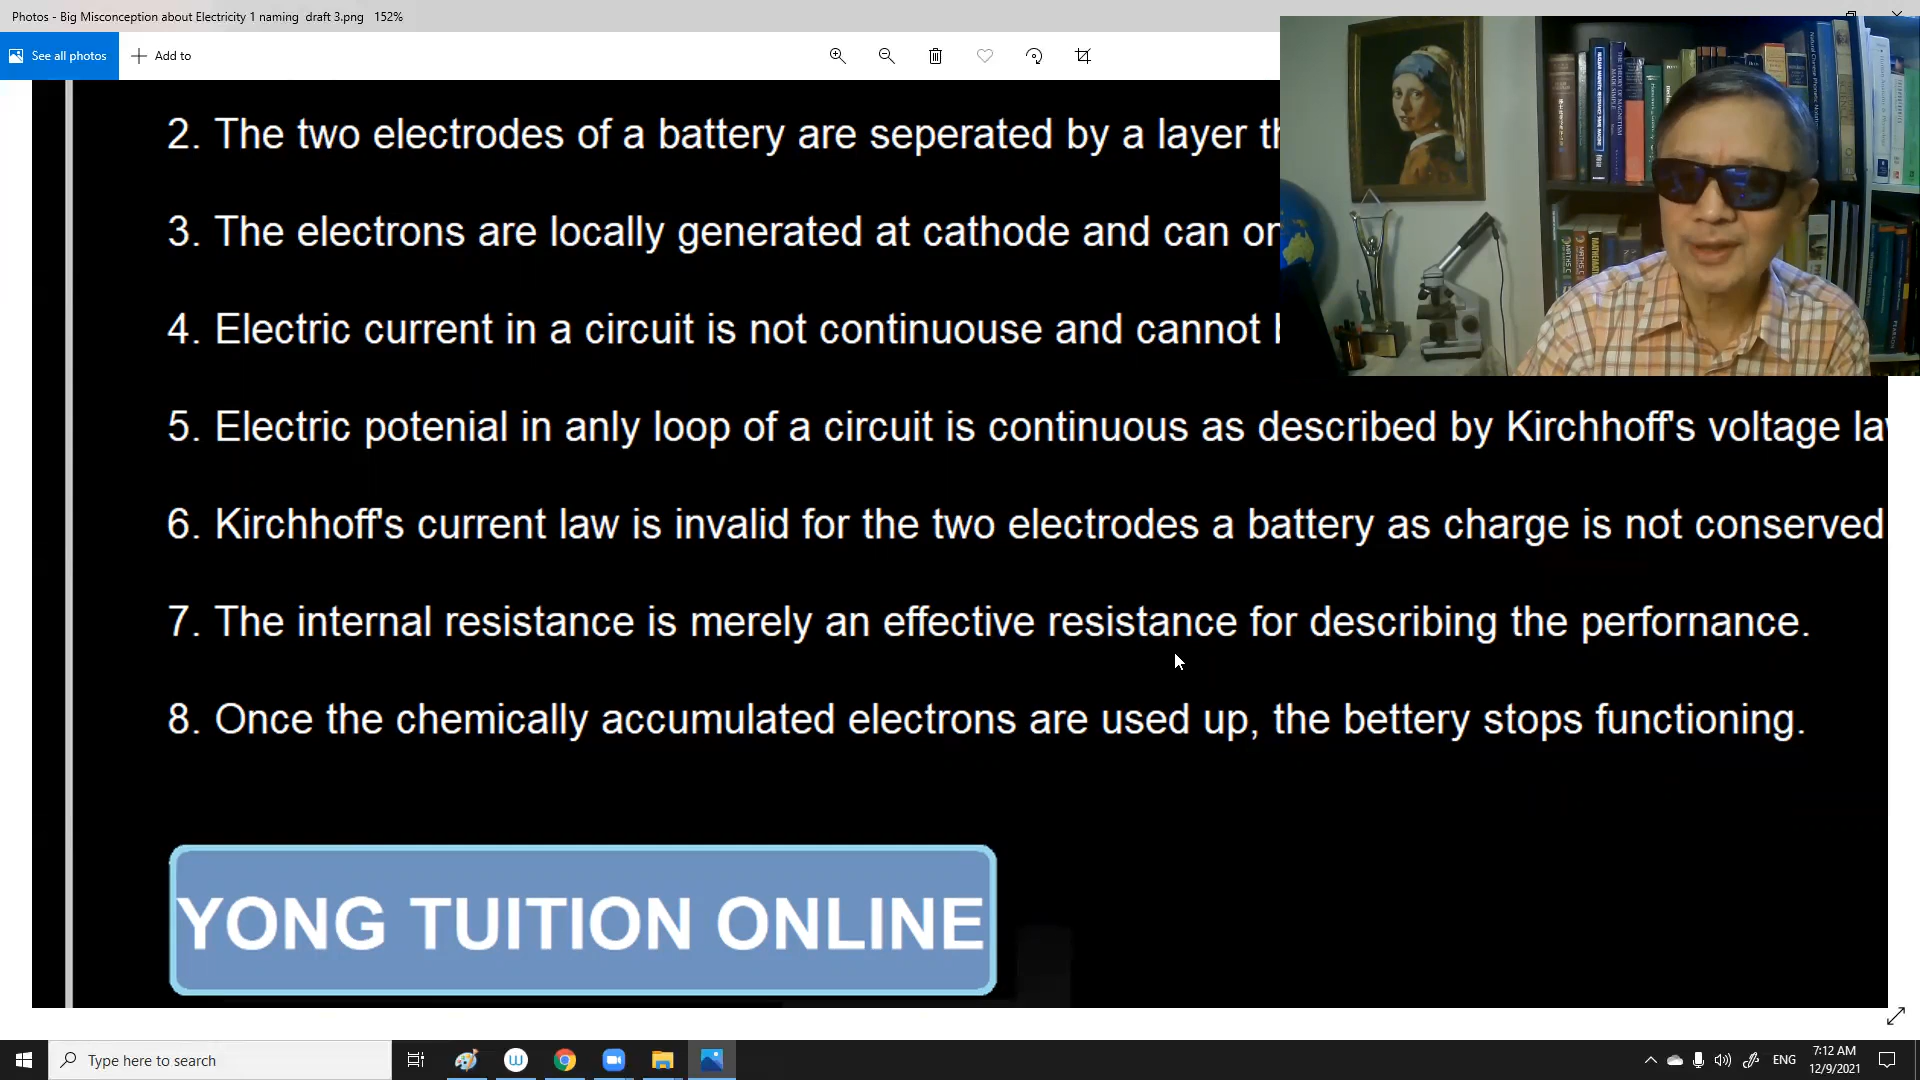 Photos - Big Misconception about Electricity 1 naming draft 3.png 152%
See all photos
Add to
2. The two electrodes of a battery are seperated by a layer
3. The electrons are locally generated at cathode and can
4. Electric current in a circuit is not continuouse and cannot
5. Electric potenial in anly loop of a circuit is continuous as described by Kirchhoff's voltage
6. Kirchhoff's current law is invalid for the two electrodes a battery as charge is not conserved
7. The internal resistance is merely an effective resistance for describing the perfornance.
8. Once the chemically accumulated electrons are used up, the bettery stops functioning.
YONG TUITION ONLINE
Type here to search
ENG
7:12 AM
12/9/2021